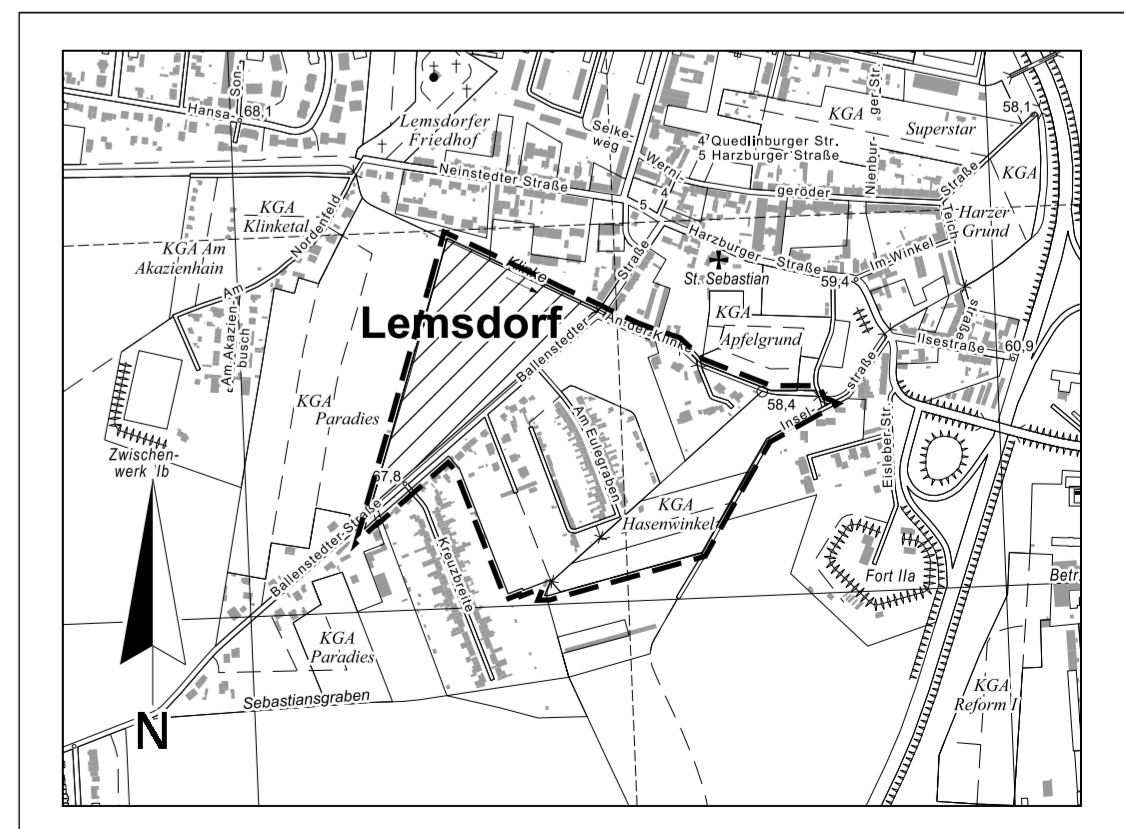 Hansa-
Son-
68,1
Lemsdorfer
Friedhof
Selke-
weg
Werni-
geröder
Straße
4 Quedlinburger Str.
5 Harzburger Straße
KGA
Superstar
Nienbur-
ger Str.
58,1
KGA
Neinstedter Straße
4
5
KGA
Klinketal
KGA Am
Akazienhain
Am Nordenfeld
Am Akazien-
busch
Klinke
Harzburger Straße
St. Sebastian
59,4
Im Winkel
Teich-
straße
Harzer
Grund
Lemsdorf
An der Klinke
KGA
Apfelgrund
Ilsestraße
60,9
58,4
Insel-
straße
Eisleber Str.
KGA
Paradies
Ballenstedter Straße
Am Eulegraben
KGA
Hasenwinkel
Zwischen-
werk Ib
67,8
Ballenstedter Straße
Kreuzbreite
Fort IIa
Betr.
KGA
Paradies
Sebastiansgraben
KGA
Reform I
N